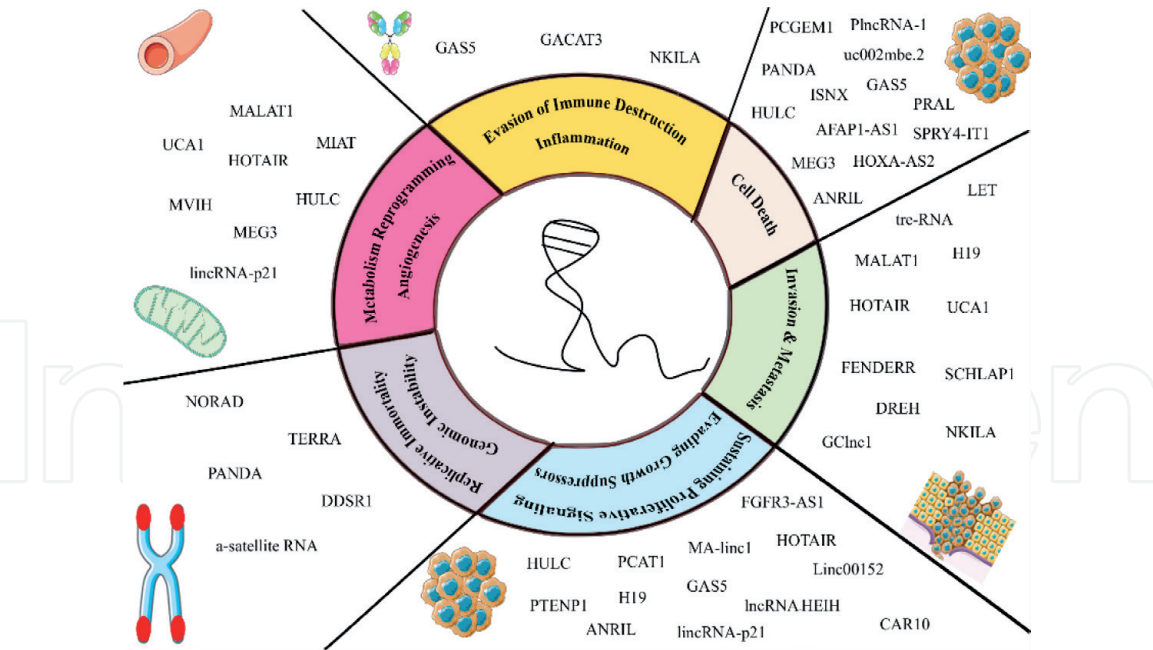 GAS5
GACAT3
NKILA
Evasion of Immune Destruction
Inflammation
PCGEM1
PlncRNA-1
uc002mbe.2
PANDA
GAS5
ISNX
PRAL
HULC
AFAP1-AS1
SPRY4-IT1
MEG3
HOXA-AS2
ANRIL
Cell Death
LET
tre-RNA
MALAT1
H19
HOTAIR
UCA1
FENDERR
SCHLAP1
DREH
NKILA
GClnc1
Invasion & Metastasis
Sustaining Proliferative Signaling
Evading Growth Suppressors
FGFR3-AS1
MA-linc1
HOTAIR
HULC
PCAT1
Linc00152
GAS5
H19
PTENP1
lncRNAHEIH
ANRIL
lincRNA-p21
CAR10
Replicative Immortality
Genomic Instability
NORAD
TERRA
PANDA
DDSR1
a-satellite RNA
Metabolism Reprogramming
Angiogenesis
MALAT1
UCA1
MIAT
HOTAIR
MVIH
HULC
MEG3
lincRNA-p21